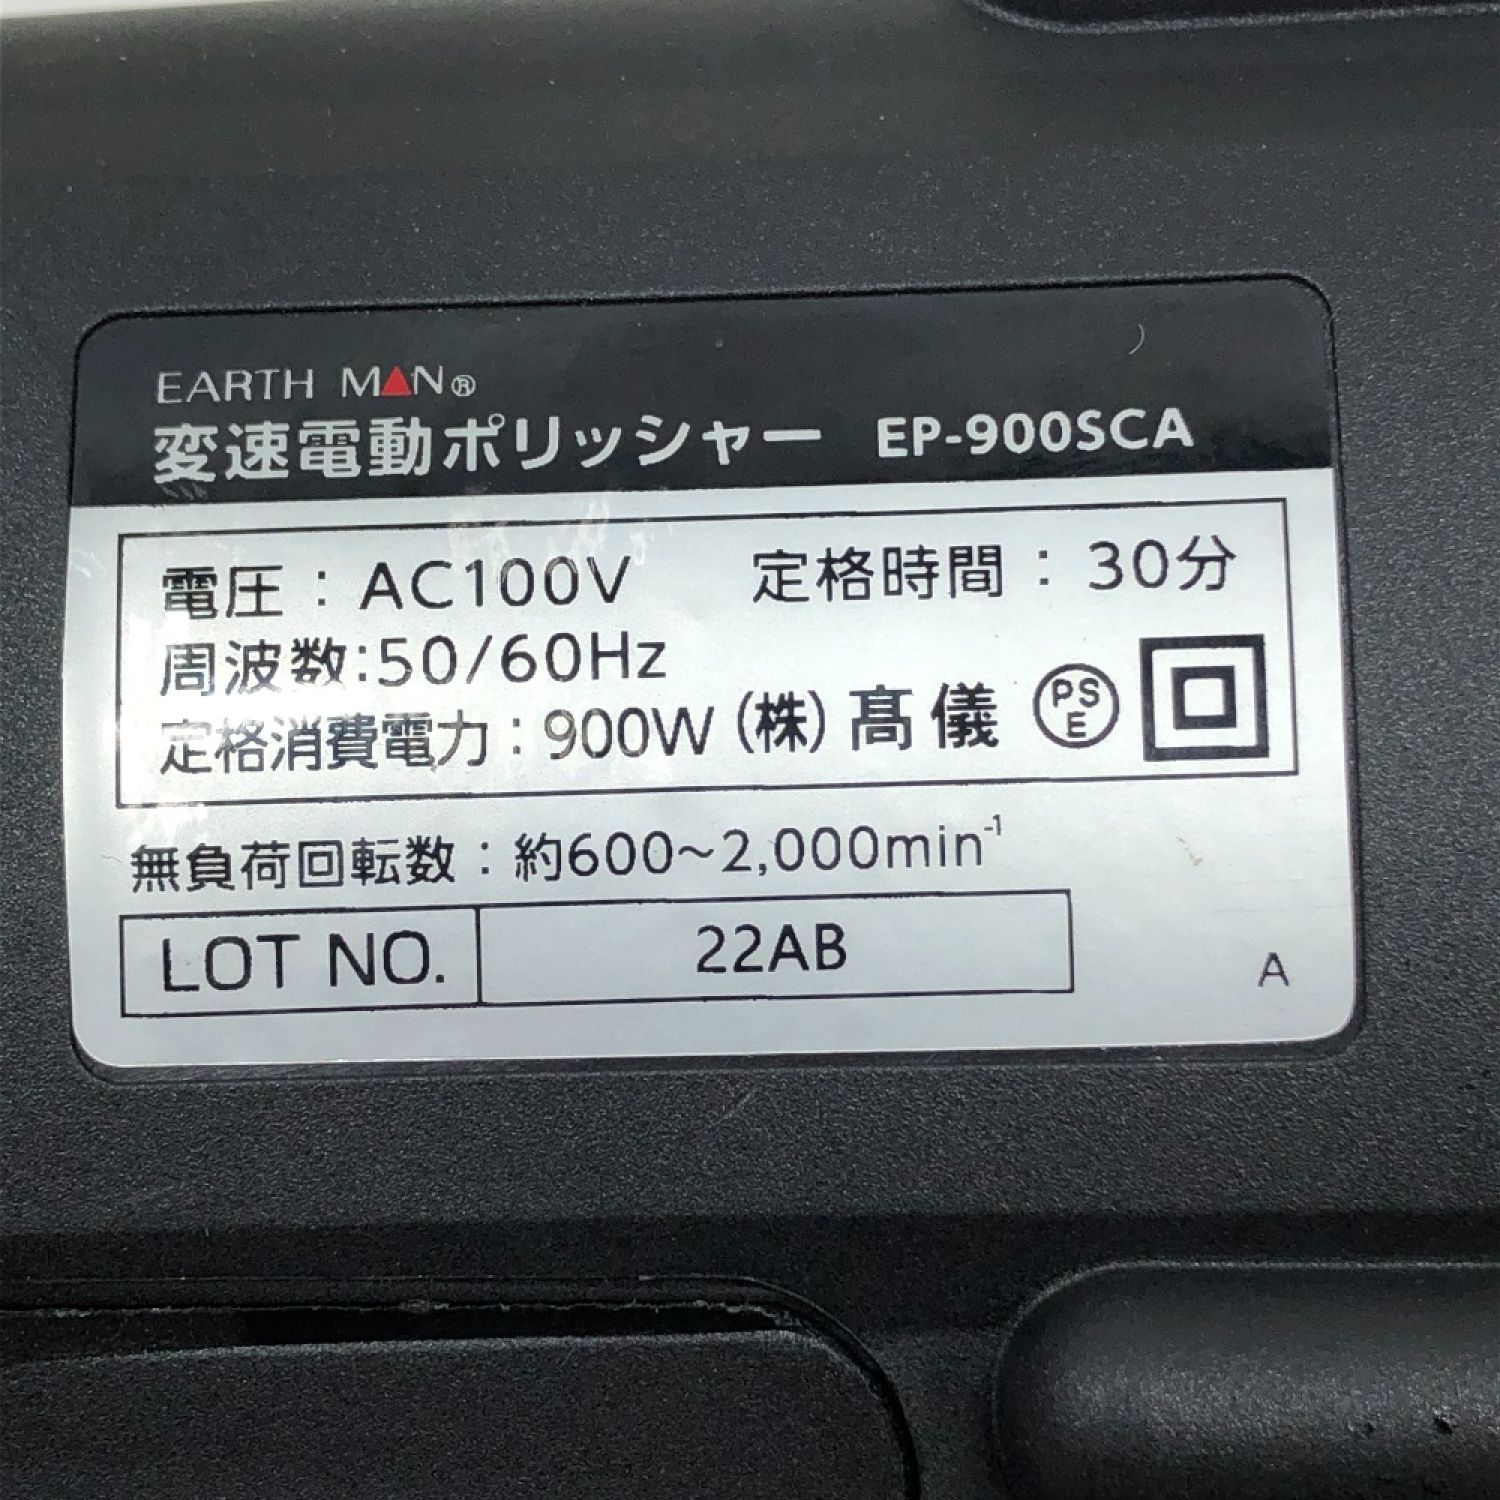 EARTH MAN®
変速電動ポリッシャー EP-900SCA
電圧：AC100V 定格時間：30分
周波数:50/60Hz
定格消費電力：900W (株)髙儀 PSE
無負荷回転数：約600~2,000min⁻¹
LOT NO. 22AB
A